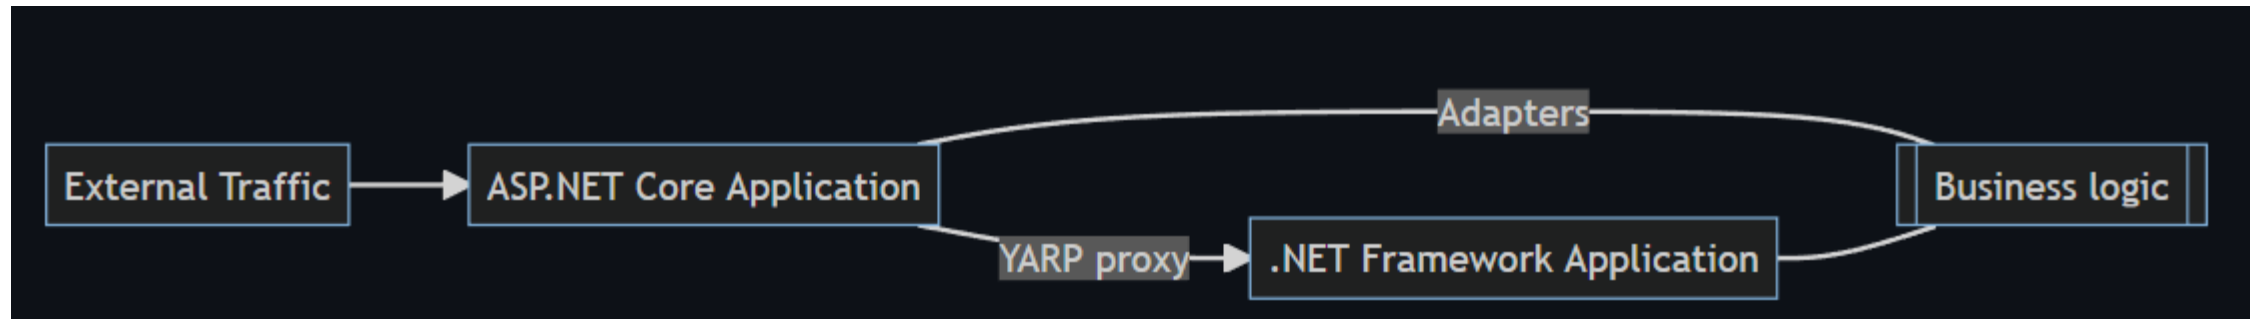 Adapters
External Traffic
ASP.NET Core Application
Business logic
YARP proxy
.NET Framework Application